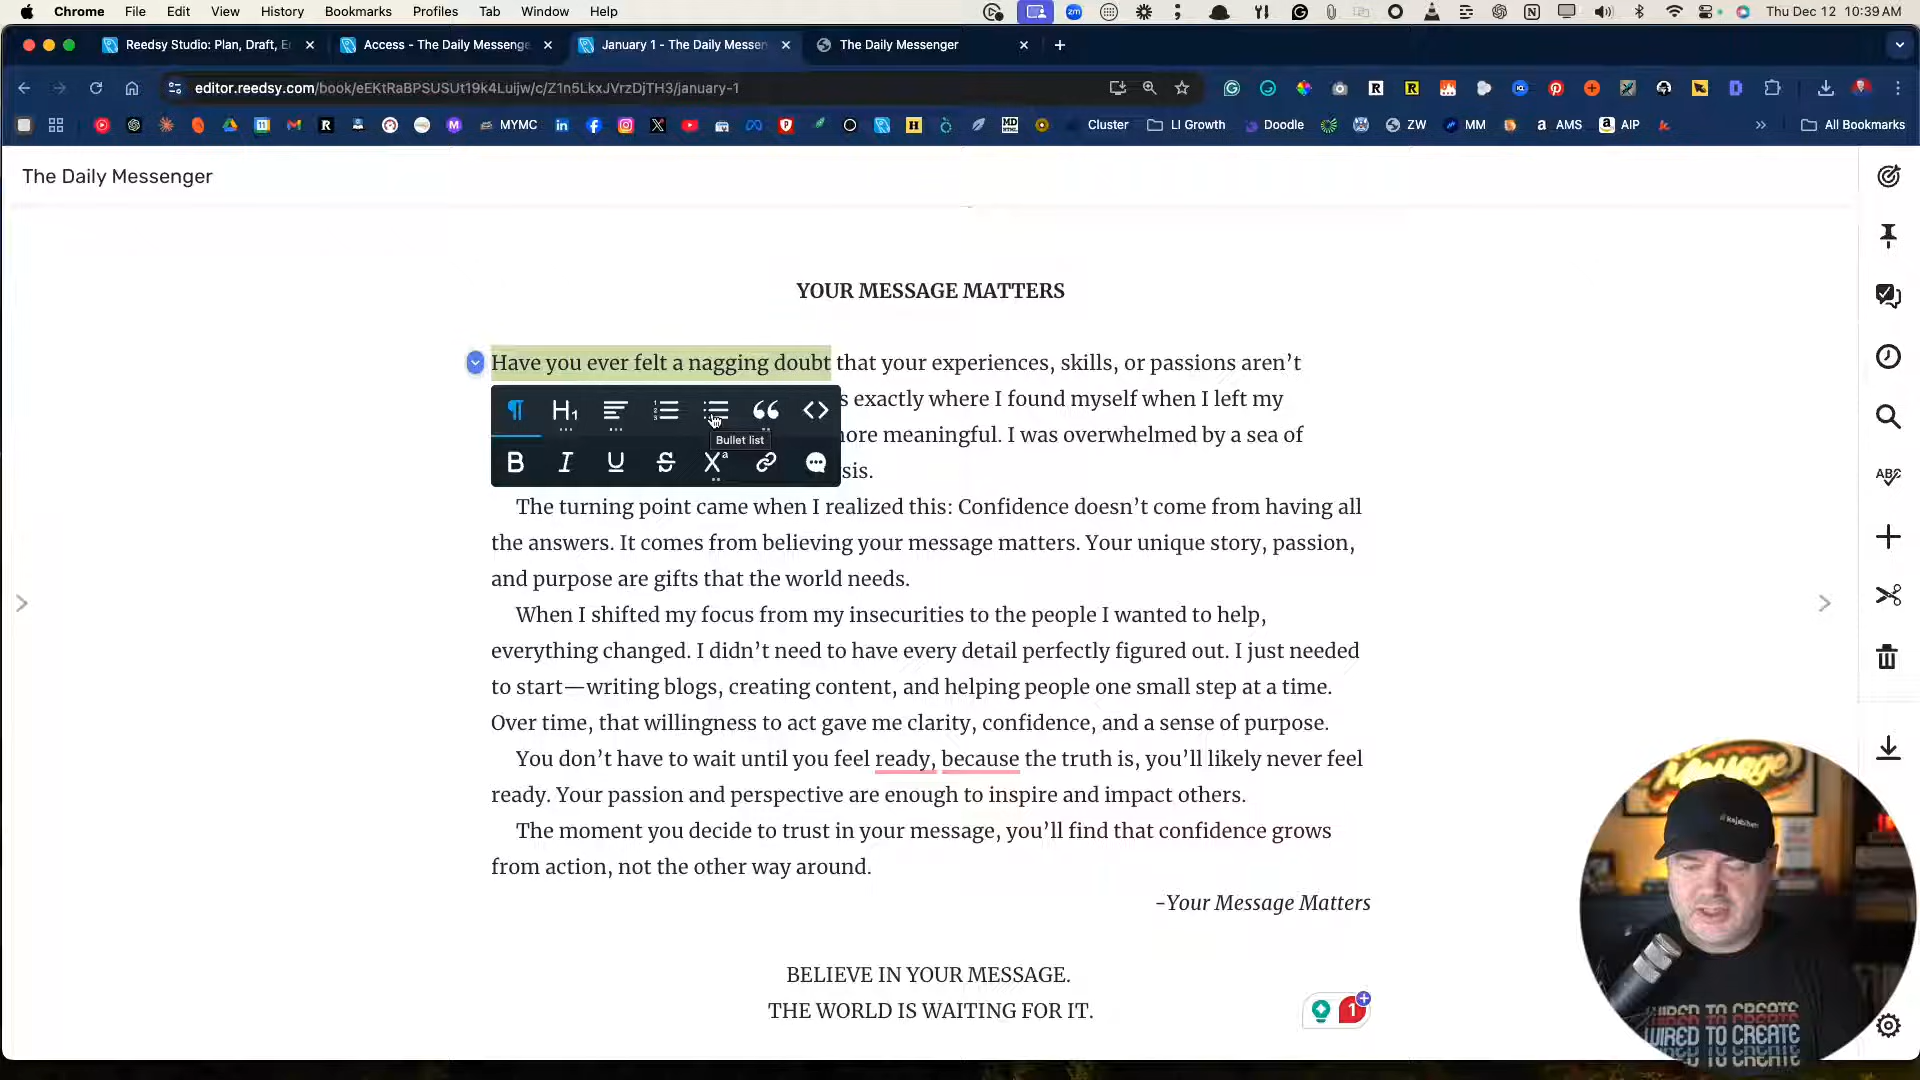 Chrome File Edit View History Bookmarks Profiles Tab Window Help Thu Dec 12 10:39 AM
Reedsy Studio: Plan, Draft, E Access - The Daily Messenge January 1 - The Daily Messen The Daily Messenger
editor.reedsy.com/book/eEKtRaBPSUSUt19k4Luijw/c/Z1n5LkxJVrzDjTH3/january-1
MYMC Cluster LI Growth Doodle ZW MM AMS AIP All Bookmarks
The Daily Messenger
YOUR MESSAGE MATTERS
Have you ever felt a nagging doubt that your experiences, skills, or passions aren’t
s exactly where I found myself when I left my
ore meaningful. I was overwhelmed by a sea of
Bullet list
sis.
The turning point came when I realized this: Confidence doesn’t come from having all
the answers. It comes from believing your message matters. Your unique story, passion,
and purpose are gifts that the world needs.
When I shifted my focus from my insecurities to the people I wanted to help,
everything changed. I didn’t need to have every detail perfectly figured out. I just needed
to start—writing blogs, creating content, and helping people one small step at a time.
Over time, that willingness to act gave me clarity, confidence, and a sense of purpose.
You don’t have to wait until you feel ready, because the truth is, you’ll likely never feel
ready. Your passion and perspective are enough to inspire and impact others.
The moment you decide to trust in your message, you’ll find that confidence grows
from action, not the other way around.
-Your Message Matters
BELIEVE IN YOUR MESSAGE.
THE WORLD IS WAITING FOR IT.
1
WIRED TO CREATE
WIRED TO CREATE
WIRED TO CREATE